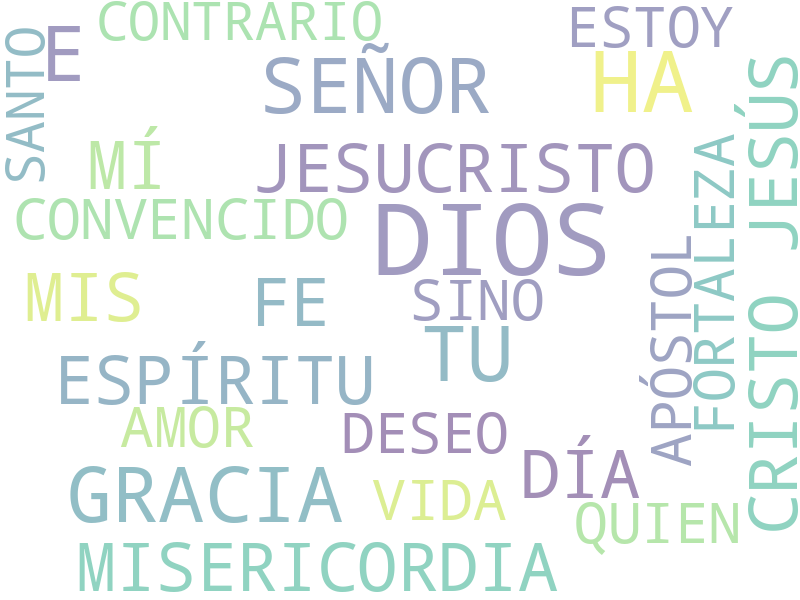 CONTRARIO
ESTOY
E
SANTO
SEÑOR
HA
MÍ
JESUCRISTO
CONVENCIDO
DIOS
CRISTO JESÚS
FORTALEZA
APÓSTOL
MIS
FE
SINO
TU
ESPÍRITU
AMOR
DESEO
DÍA
GRACIA
VIDA
QUIEN
MISERICORDIA